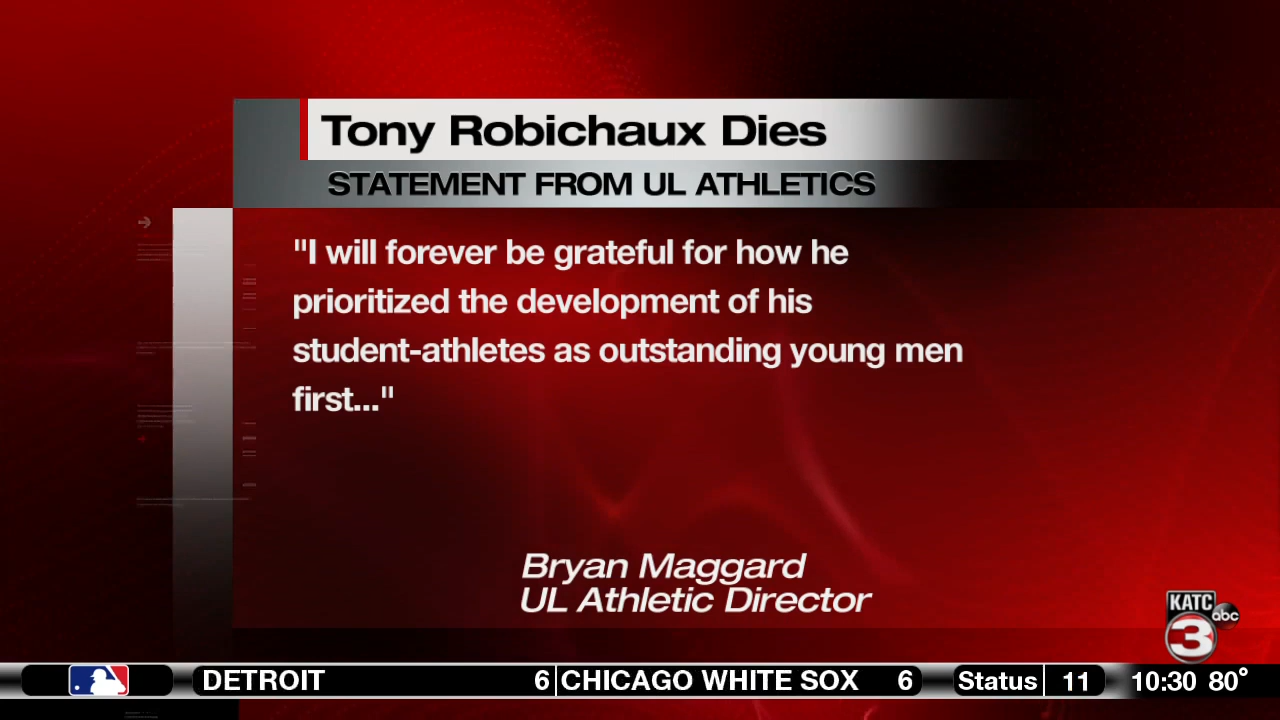 Tony Robichaux Dies
STATEMENT FROM UL ATHLETICS
"I will forever be grateful for how he
prioritized the development of his
student-athletes as outstanding young men
first..."
Bryan Maggard
UL Athletic Director
KATC
abc
3
DETROIT 6 CHICAGO WHITE SOX 6 Status 11 10:30 80°